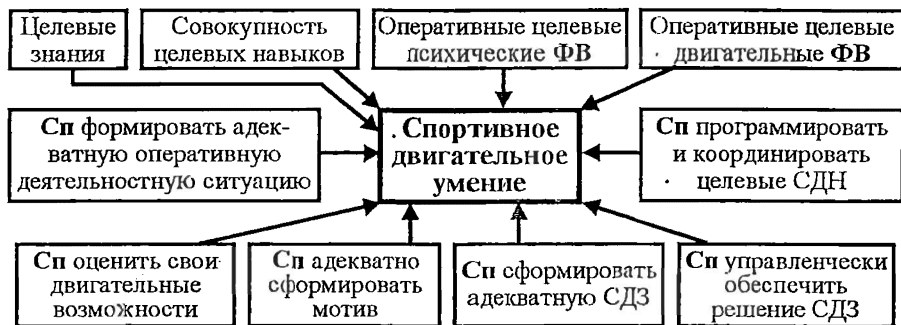 Целевые
знания
Совокупность
целевых навыков
Оперативные целевые
психические ФВ
Оперативные целевые
двигательные ФВ
Сп формировать адек-
ватную оперативную
деятельностную ситуацию
Спортивное
двигательное
умение
Сп программировать
и координировать
целевые СДН
Сп оценить свои
двигательные
возможности
Сп адекватно
сформировать
мотив
Сп сформировать
адекватную СДЗ
Сп управленчески
обеспечить
решение СДЗ